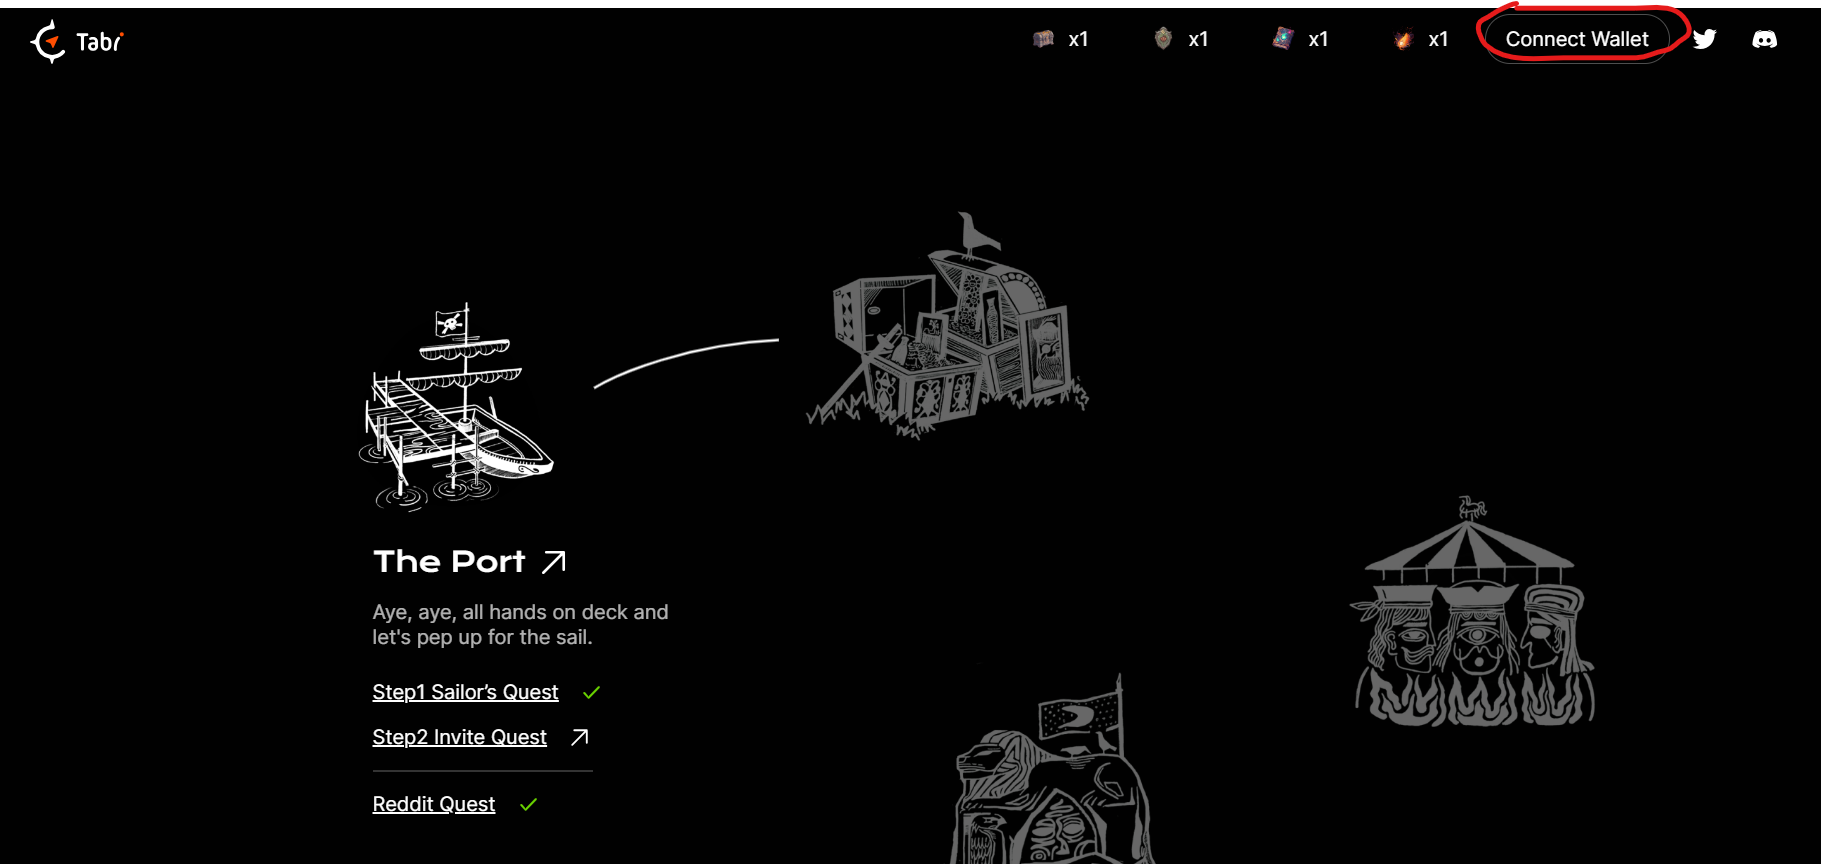 Tabi
x1
x1
x1
x1
Connect Wallet
The Port
Aye, aye, all hands on deck and
let's pep up for the sail.
Step1 Sailor's Quest
Step2 Invite Quest
Reddit Quest